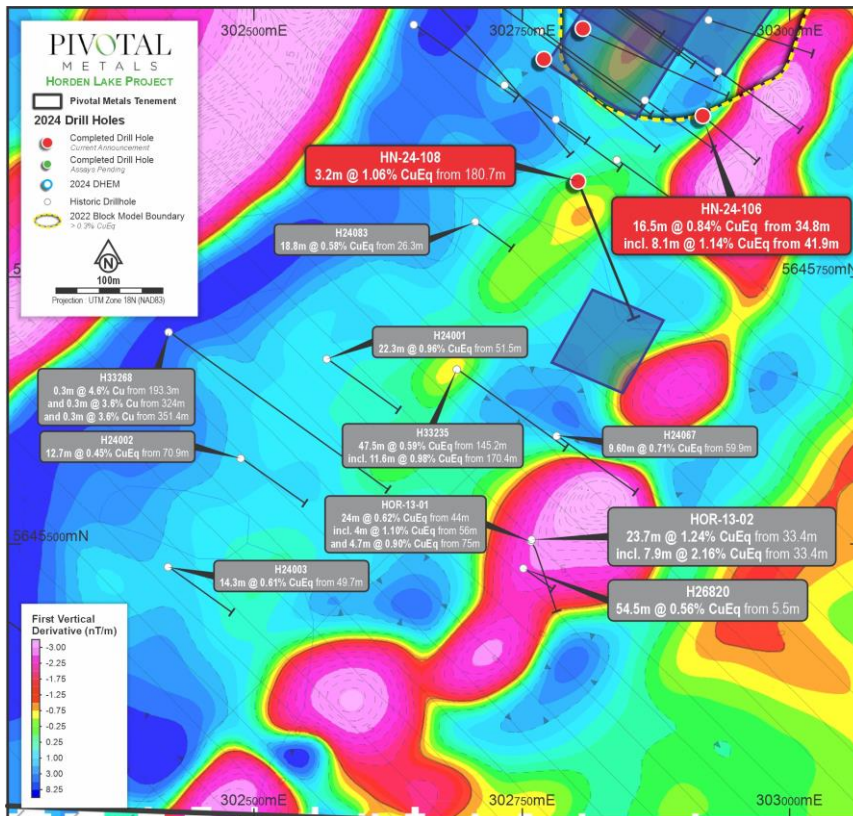 302500mE
302750mE
303000mE
PIVOTAL
METALS
HORDEN LAKE PROJECT
Pivotal Metals Tenement
2024 Drill Holes
Completed Drill Hole
Current Announcement
Completed Drill Hole
Assays Pending
2024 DHEM
Historic Drillhole
2022 Block Model Boundary
> 0.3% CuEq
N
100m
Projection : UTM Zone 18N (NAD83)
HN-24-108
3.2m @ 1.06% CuEq from 180.7m
HN-24-106
16.5m @ 0.84% CuEq from 34.8m
incl. 8.1m @ 1.14% CuEq from 41.9m
H24083
18.8m @ 0.58% CuEq from 26.3m
5645750mN
H24001
22.3m @ 0.96% CuEq from 51.5m
H33268
0.3m @ 4.6% Cu from 193.3m
and 0.3m @ 3.6% Cu from 324m
and 0.3m @ 3.6% Cu from 351.4m
H33235
47.5m @ 0.59% CuEq from 145.2m
incl. 11.6m @ 0.98% CuEq from 170.4m
H24067
9.60m @ 0.71% CuEq from 59.9m
H24002
12.7m @ 0.45% CuEq from 70.9m
HOR-13-01
24m @ 0.62% CuEq from 44m
incl. 4m @ 1.10% CuEq from 56m
and 4.7m @ 0.90% CuEq from 75m
HOR-13-02
23.7m @ 1.24% CuEq from 33.4m
incl. 7.9m @ 2.16% CuEq from 33.4m
5645500mN
H24003
14.3m @ 0.61% CuEq from 49.7m
H26820
54.5m @ 0.56% CuEq from 5.5m
First Vertical
Derivative (nT/m)
-3.00
-2.25
-1.75
-1.25
-0.75
-0.25
0.25
1.00
3.00
8.25
302500mE
302750mE
303000mE